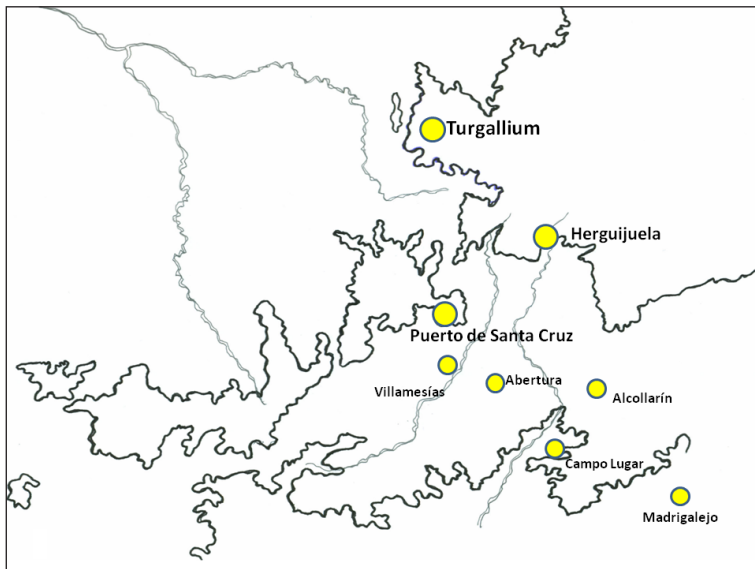 Turgallium
Herguijuela
Puerto de Santa Cruz
Villamesías
Abertura
Alcollarín
Campo Lugar
Madrigalejo